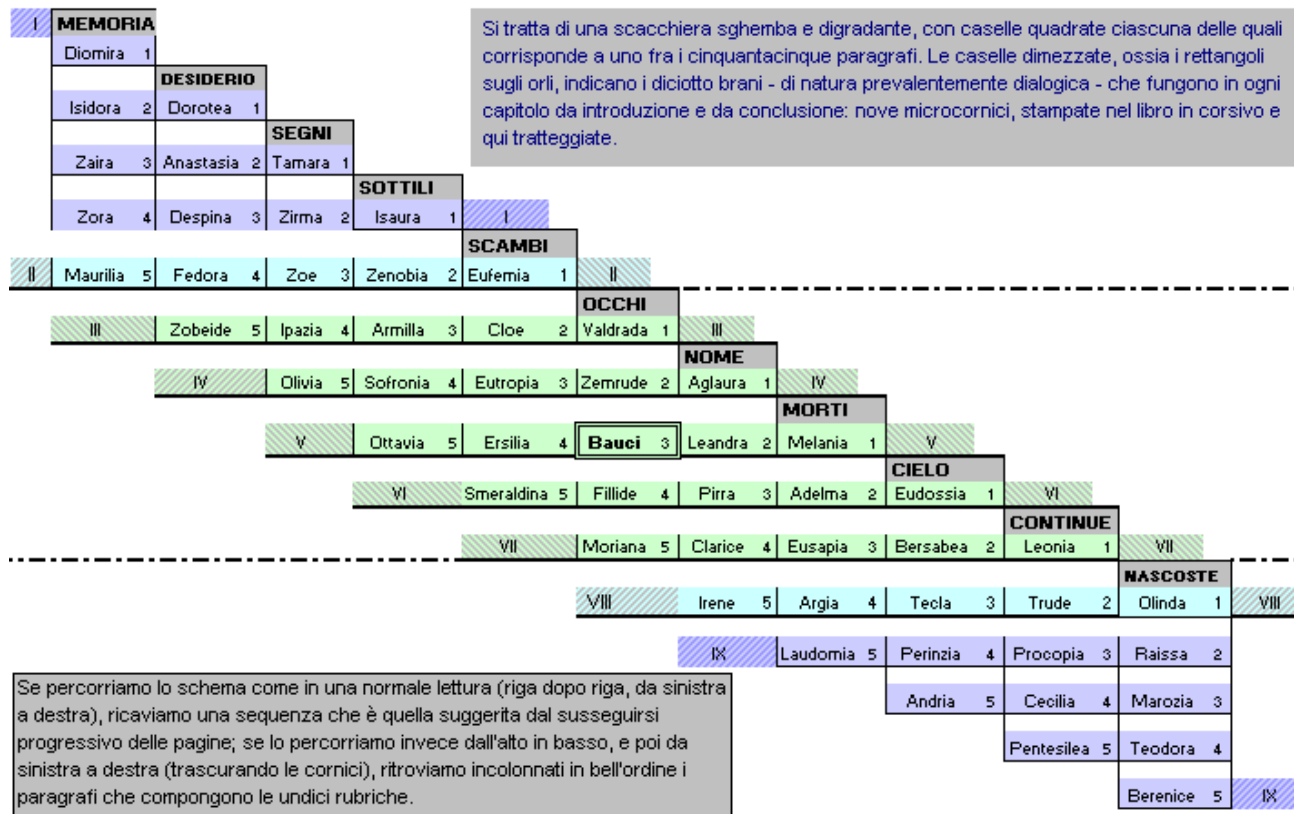 I MEMORIA
Si tratta di una scacchiera sghemba e digradante, con caselle quadrate ciascuna delle quali
corrisponde a uno fra i cinquantacinque paragrafi. Le caselle dimezzate, ossia i rettangoli
sugli orli, indicano i diciotto brani - di natura prevalentemente dialogica - che fungono in ogni
capitolo da introduzione e da conclusione: nove microcornici, stampate nel libro in corsivo e
qui tratteggiate.
Diomira 1
DESIDERIO
Isidora 2 Dorotea 1
SEGNI
Zaira 3 Anastasia 2 Tamara 1
SOTTILI
Zora 4 Despina 3 Zirma 2 Isaura 1 I
SCAMBI
II Maurilia 5 Fedora 4 Zoe 3 Zenobia 2 Eufemia 1 II
OCCHI
III Zobeide 5 Ipazia 4 Armilla 3 Cloe 2 Valdrada 1 III
NOME
IV Olivia 5 Sofronia 4 Eutropia 3 Zemrude 2 Aglaura 1 IV
MORTI
V Ottavia 5 Ersilia 4 Bauci 3 Leandra 2 Melania 1 V
CIELO
VI Smeraldina 5 Fillide 4 Pirra 3 Adelma 2 Eudossia 1 VI
CONTINUE
VII Moriana 5 Clarice 4 Eusapia 3 Bersabea 2 Leonia 1 VII
NASCOSTE
VIII Irene 5 Argia 4 Tecla 3 Trude 2 Olinda 1 VIII
IX Laudomia 5 Perinzia 4 Procopia 3 Raissa 2
Andria 5 Cecilia 4 Marozia 3
Pentesilea 5 Teodora 4
Berenice 5 IX
Se percorriamo lo schema come in una normale lettura (riga dopo riga, da sinistra
a destra), ricaviamo una sequenza che è quella suggerita dal susseguirsi
progressivo delle pagine; se lo percorriamo invece dall'alto in basso, e poi da
sinistra a destra (trascurando le cornici), ritroviamo incolonnati in bell'ordine i
paragrafi che compongono le undici rubriche.